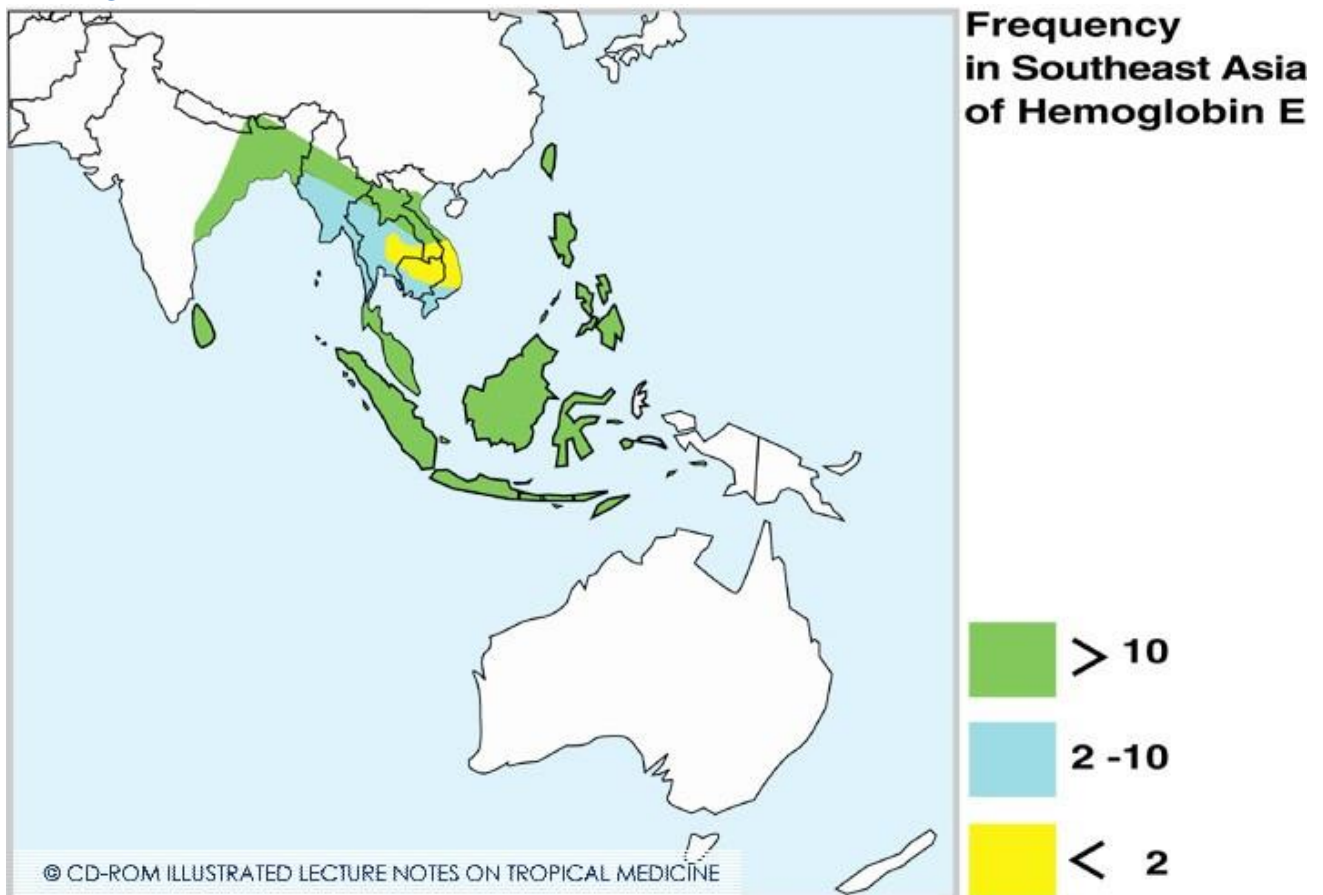 Frequency
in Southeast Asia
of Hemoglobin E
> 10
2 -10
< 2
© CD-ROM ILLUSTRATED LECTURE NOTES ON TROPICAL MEDICINE